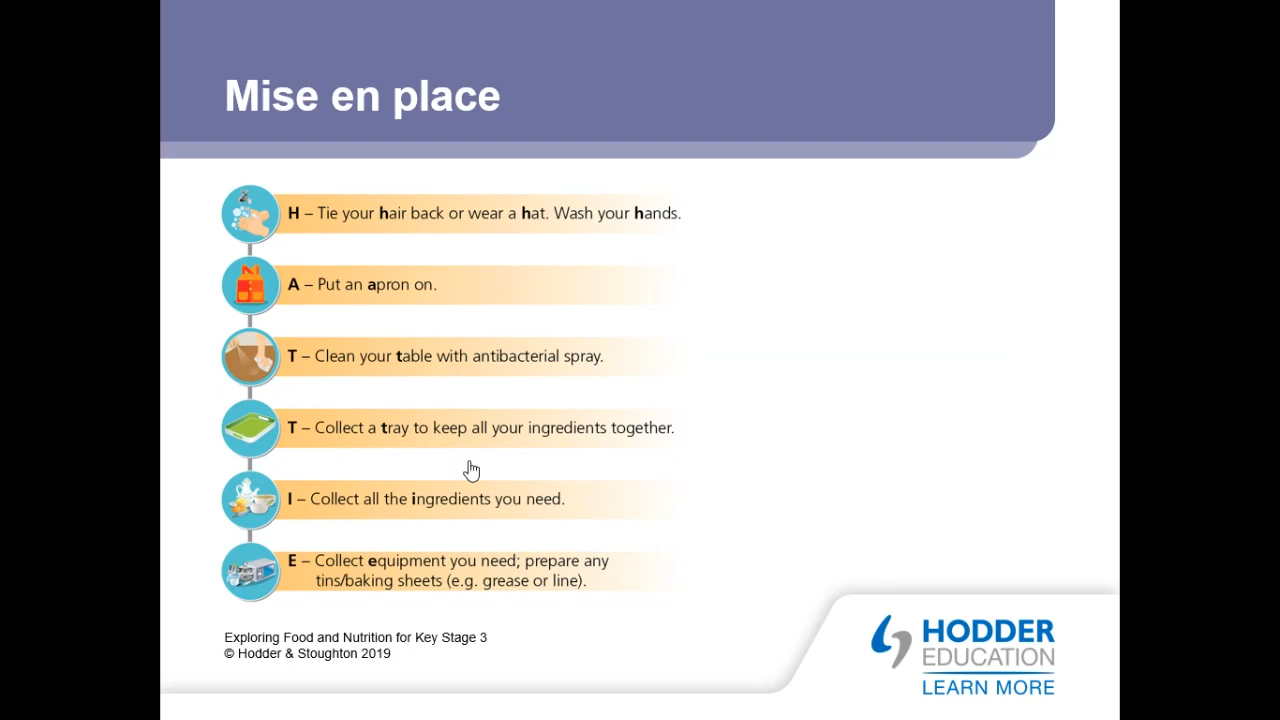 Mise en place
H – Tie your hair back or wear a hat. Wash your hands.
A – Put an apron on.
T – Clean your table with antibacterial spray.
T – Collect a tray to keep all your ingredients together.
I – Collect all the ingredients you need.
E – Collect equipment you need; prepare any
tins/baking sheets (e.g. grease or line).
Exploring Food and Nutrition for Key Stage 3
© Hodder & Stoughton 2019
HODDER
EDUCATION
LEARN MORE